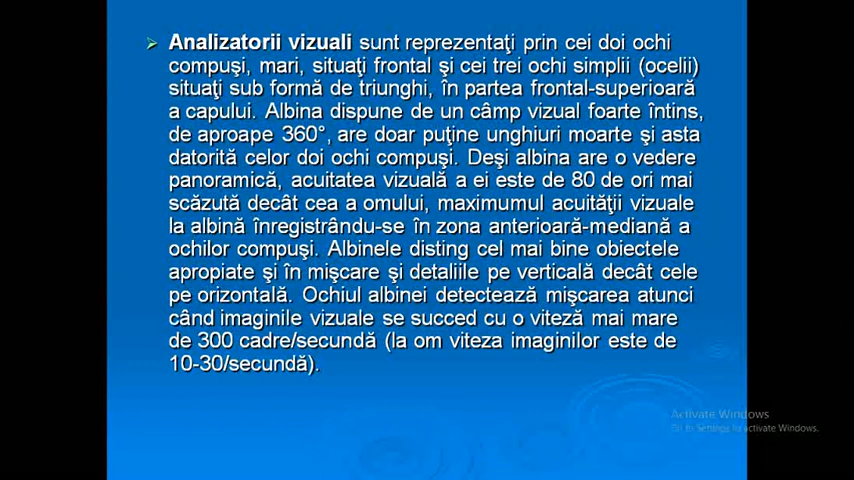 Analizatorii vizuali sunt reprezentaţi prin cei doi ochi
compuşi, mari, situaţi frontal şi cei trei ochi simplii (ocelii)
situaţi sub formă de triunghi, în partea frontal-superioară
a capului. Albina dispune de un câmp vizual foarte întins,
de aproape 360°, are doar puţine unghiuri moarte şi asta
datorită celor doi ochi compuşi. Deşi albina are o vedere
panoramică, acuitatea vizuală a ei este de 80 de ori mai
scăzută decât cea a omului, maximumul acuităţii vizuale
la albină înregistrându-se în zona anterioară-mediană a
ochilor compuşi. Albinele disting cel mai bine obiectele
apropiate şi în mişcare şi detaliile pe verticală decât cele
pe orizontală. Ochiul albinei detectează mişcarea atunci
când imaginile vizuale se succed cu o viteză mai mare
de 300 cadre/secundă (la om viteza imaginilor este de
10-30/secundă).
Activate Windows
Go to Settings to activate Windows.